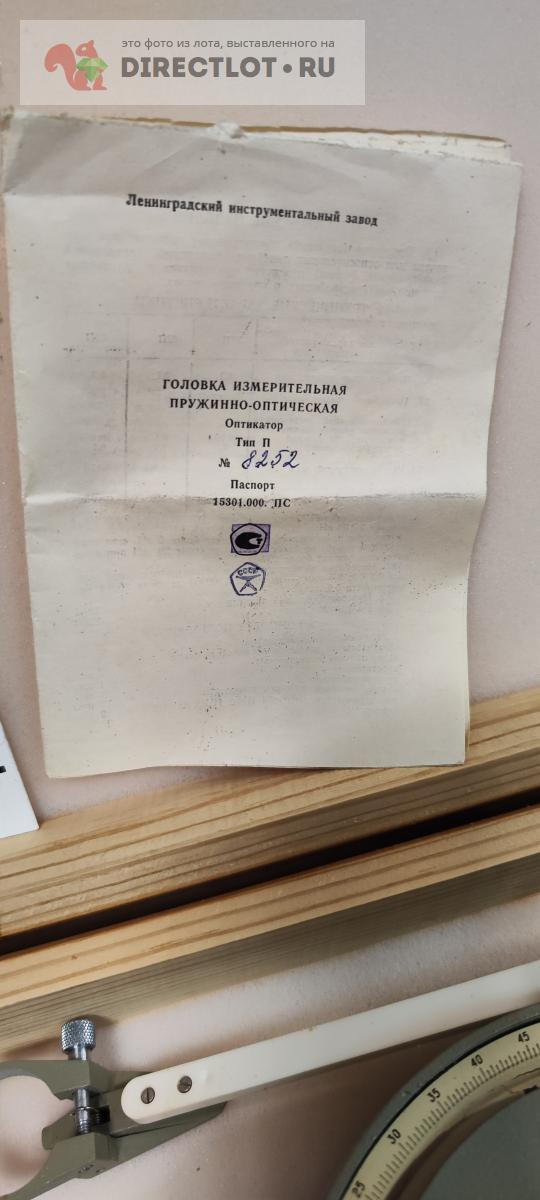 это фото из лота, выставленного на
DIRECTLOT.RU
Ленинградский инструментальный завод
ГОЛОВКА ИЗМЕРИТЕЛЬНАЯ
ПРУЖИННО-ОПТИЧЕСКАЯ
Оптикатор
Тип П
№ 8252
Паспорт
15301.000. ПС
СССР
25 30 35 40 45